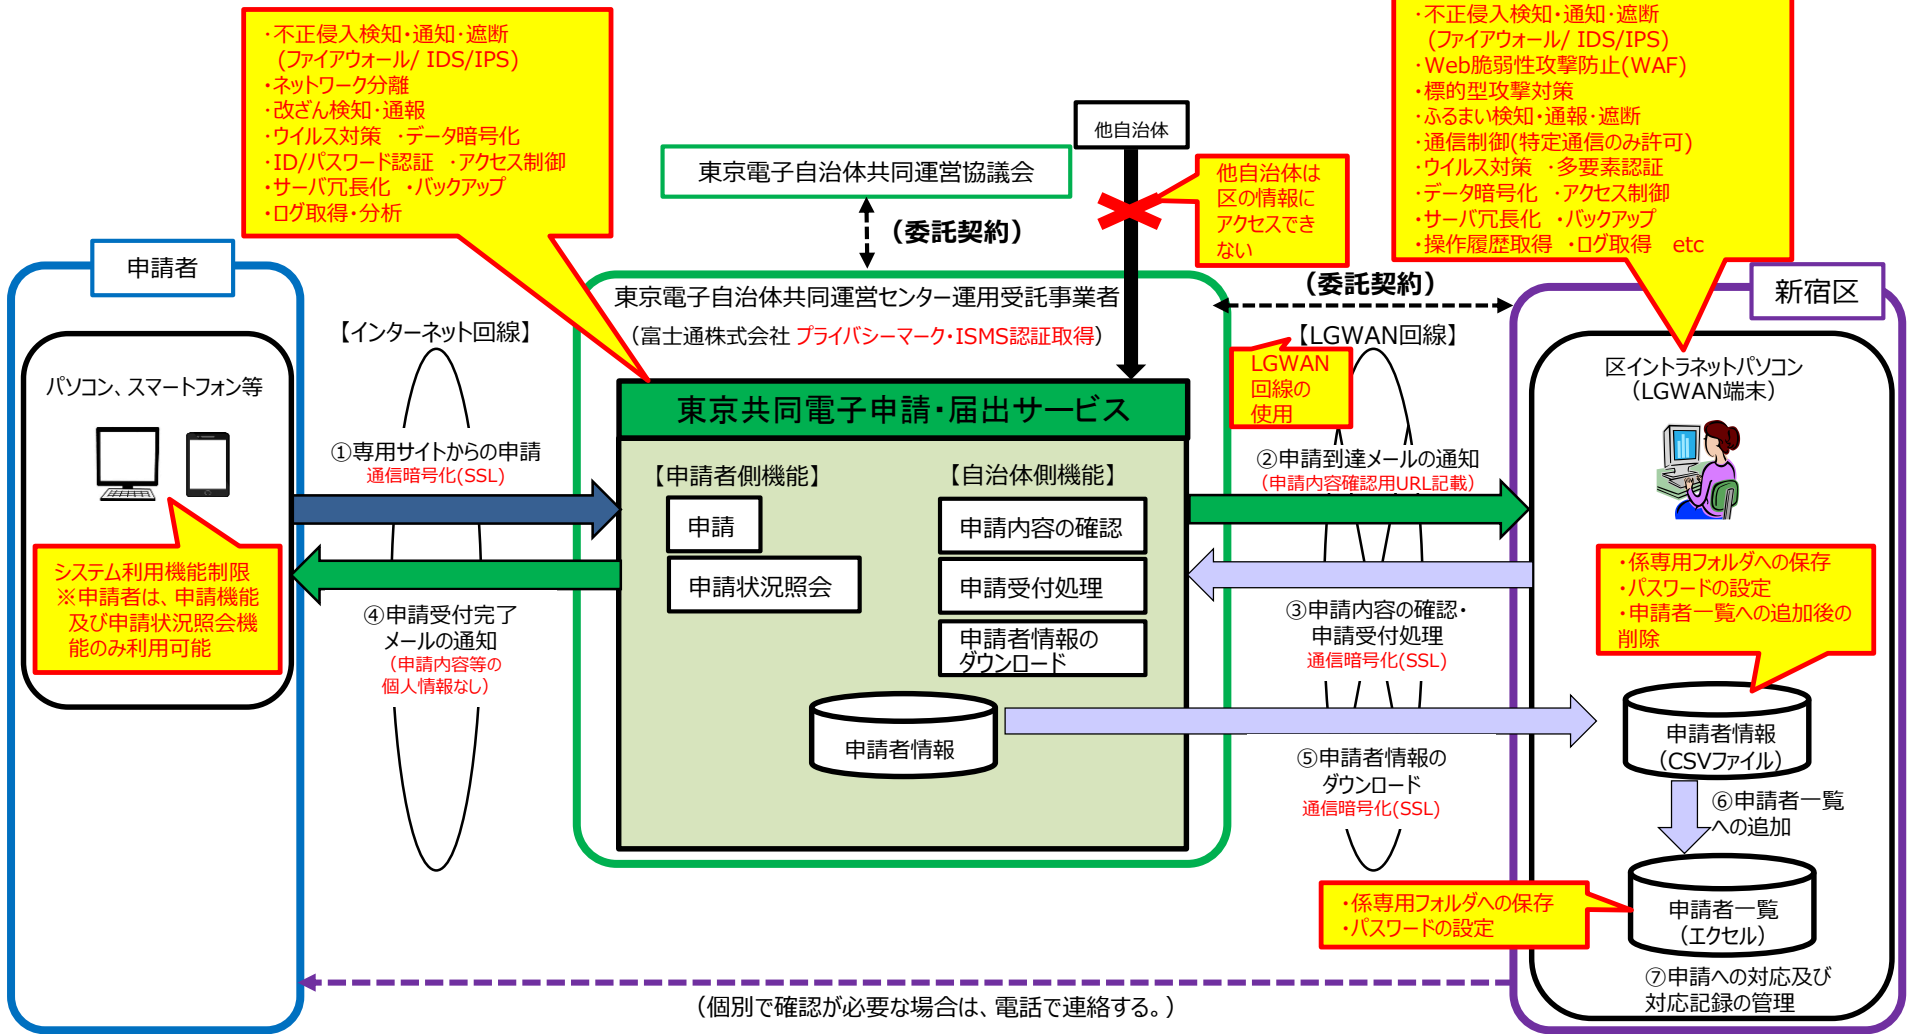 ・不正侵入検知・通知・遮断
(ファイアウォール/ IDS/IPS)
・ネットワーク分離
・改ざん検知・通報
・ウイルス対策 ・データ暗号化
・ID/パスワード認証 ・アクセス制御
・サーバ冗長化 ・バックアップ
・ログ取得・分析
・不正侵入検知・通知・遮断
(ファイアウォール/ IDS/IPS)
・Web脆弱性攻撃防止(WAF)
・標的型攻撃対策
・ふるまい検知・通報・遮断
・通信制御(特定通信のみ許可)
・ウイルス対策 ・多要素認証
・データ暗号化 ・アクセス制御
・サーバ冗長化 ・バックアップ
・操作履歴取得 ・ログ取得 etc
他自治体
東京電子自治体共同運営協議会
他自治体は
区の情報に
アクセスでき
ない
（委託契約）
（委託契約）
申請者
新宿区
東京電子自治体共同運営センター運用受託事業者
（富士通株式会社 プライバシーマーク・ISMS認証取得）
【インターネット回線】
【LGWAN回線】
LGWAN
回線の
使用
パソコン、スマートフォン等
区イントラネットパソコン
（LGWAN端末）
東京共同電子申請・届出サービス
①専用サイトからの申請
通信暗号化(SSL)
【申請者側機能】
【自治体側機能】
②申請到達メールの通知
（申請内容確認用URL記載）
申請
申請内容の確認
申請状況照会
申請受付処理
申請者情報の
ダウンロード
システム利用機能制限
※申請者は、申請機能
及び申請状況照会機
能のみ利用可能
④申請受付完了
メールの通知
（申請内容等の
個人情報なし）
③申請内容の確認・
申請受付処理
通信暗号化(SSL)
・係専用フォルダへの保存
・パスワードの設定
・申請者一覧への追加後の
削除
申請者情報
⑤申請者情報の
ダウンロード
通信暗号化(SSL)
申請者情報
（CSVファイル）
⑥申請者一覧
への追加
・係専用フォルダへの保存
・パスワードの設定
申請者一覧
（エクセル）
⑦申請への対応及び
対応記録の管理
（個別で確認が必要な場合は、電話で連絡する。）